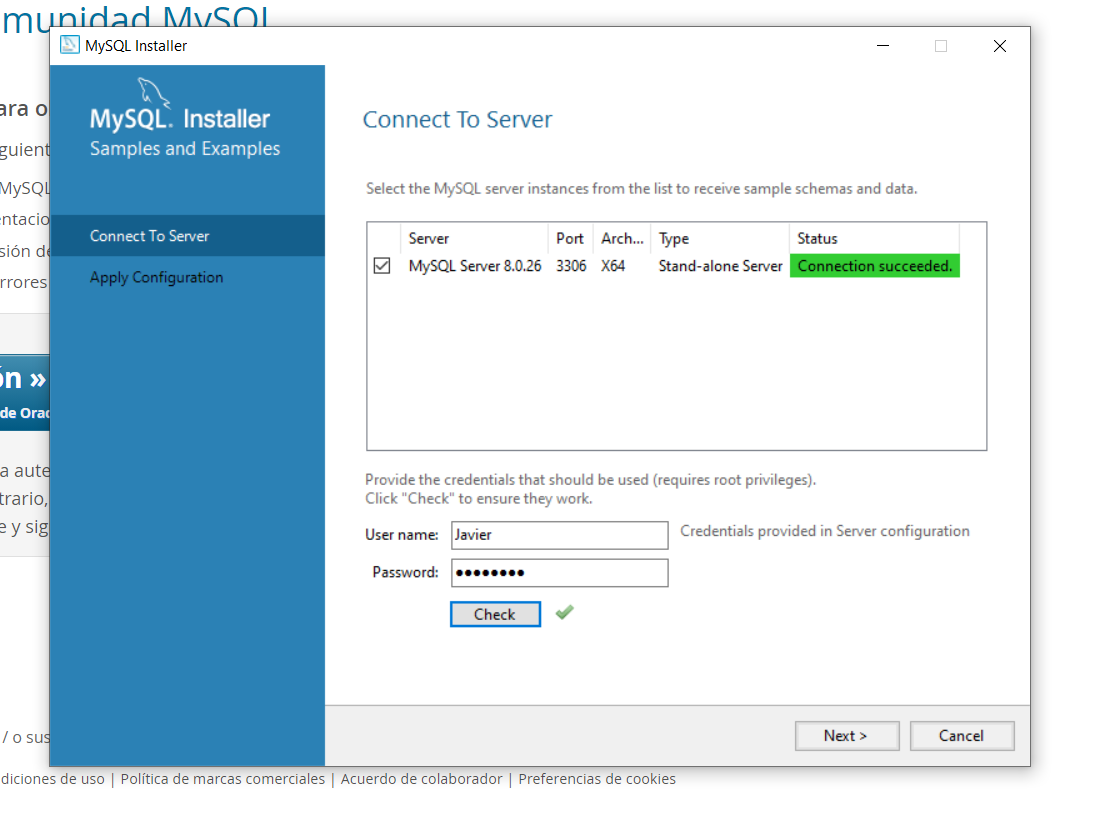 munidad MySQL
MySQL Installer
ara o
guient
MySQL
entacio
sión de
rrores
ón »
de Orac
a aute
trario,
e y sig
/ o sus
MySQL. Installer
Samples and Examples
Connect To Server
Apply Configuration
Connect To Server
Select the MySQL server instances from the list to receive sample schemas and data.
Server Port Arch... Type Status
MySQL Server 8.0.26 3306 X64 Stand-alone Server Connection succeeded.
Provide the credentials that should be used (requires root privileges).
Click "Check" to ensure they work.
User name: Javier Credentials provided in Server configuration
Password: ••••••••
Check
Next > Cancel
diciones de uso | Política de marcas comerciales | Acuerdo de colaborador | Preferencias de cookies